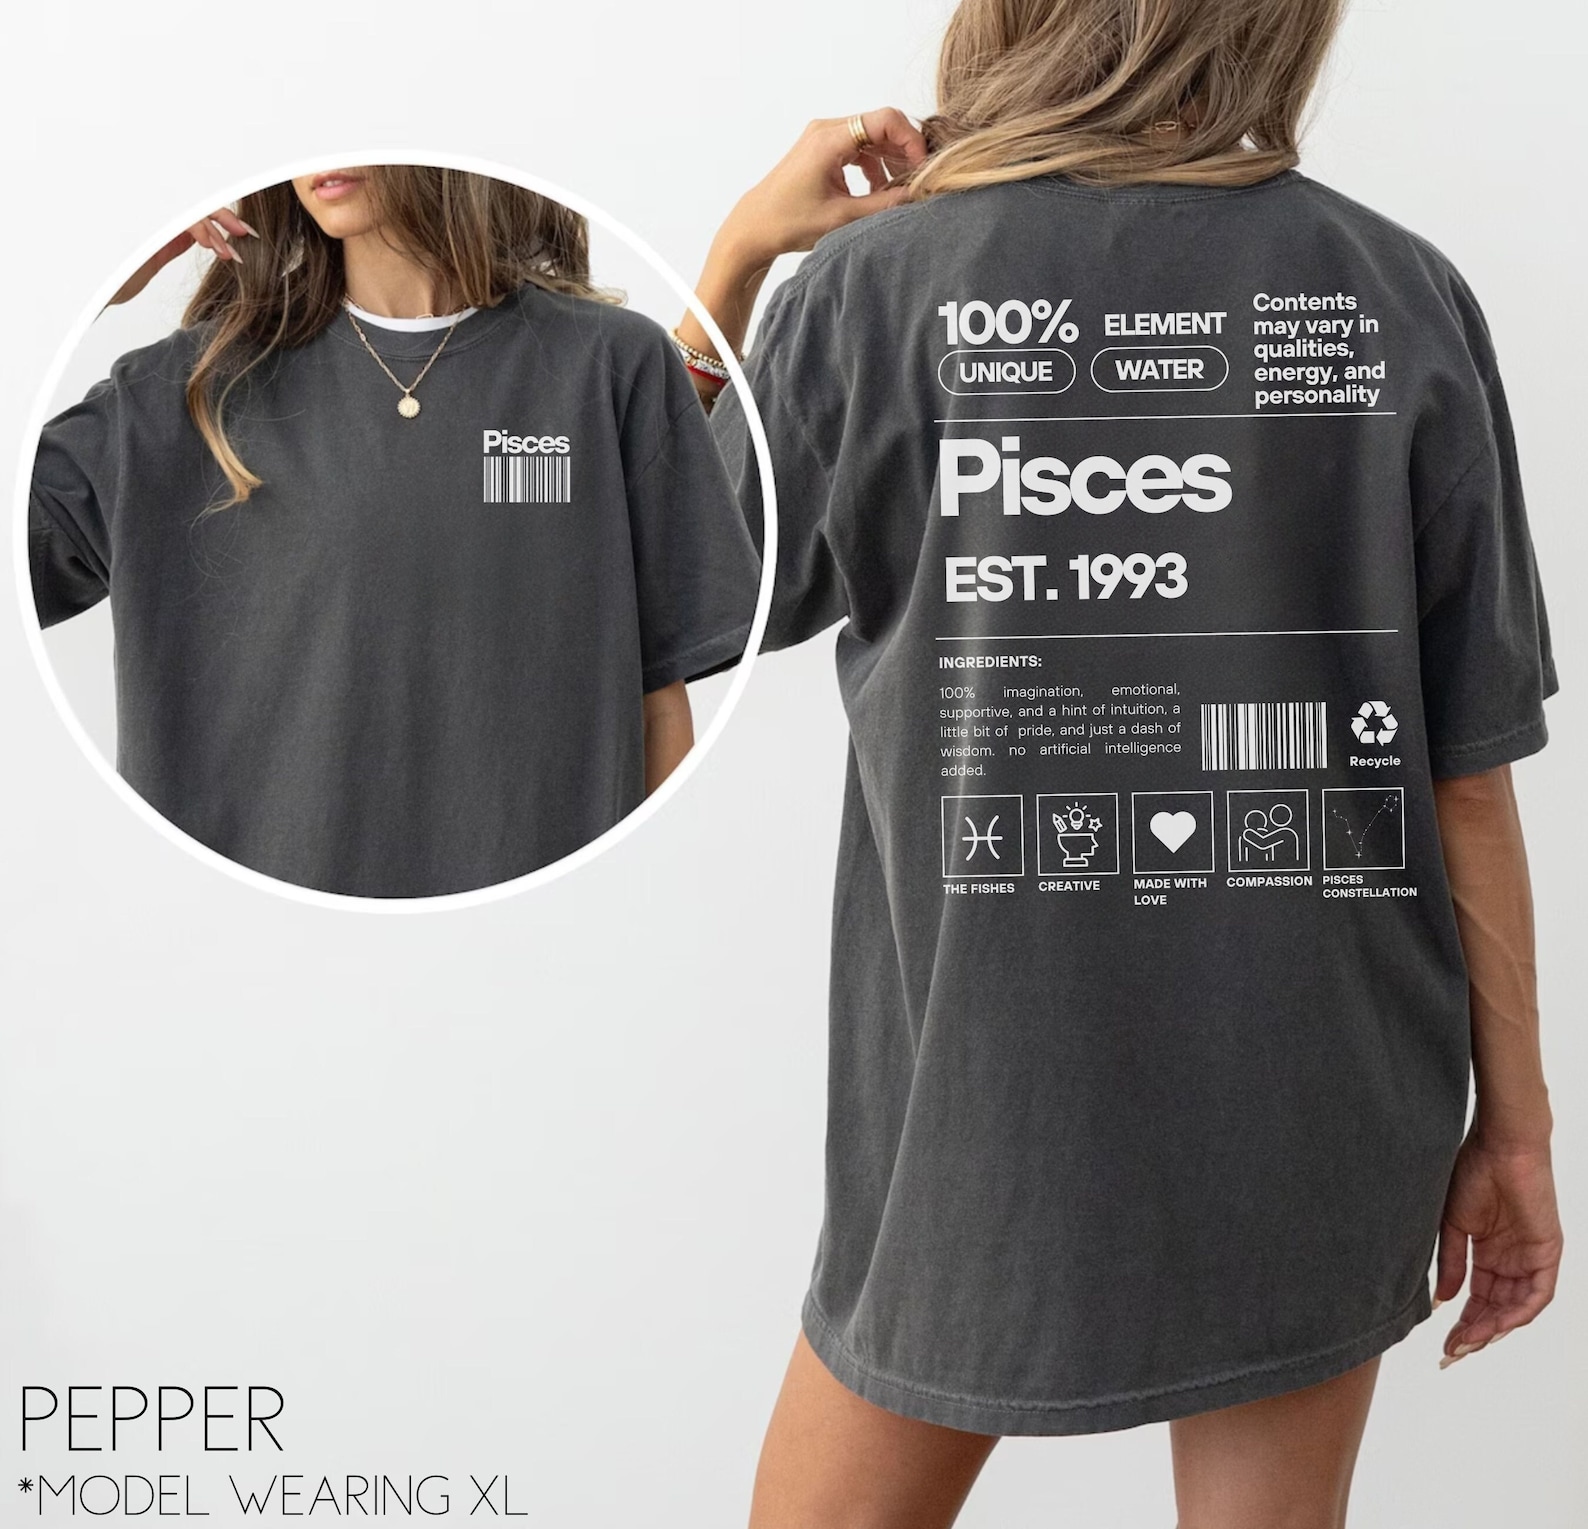 Pisces
100%
UNIQUE
ELEMENT
WATER
Contents
may vary in
qualities,
energy, and
personality
Pisces
EST. 1993
INGREDIENTS:
100% imagination, emotional,
supportive, and a hint of intuition, a
little bit of pride, and just a dash of
wisdom. no artificial intelligence
added.
Recycle
THE FISHES
CREATIVE
MADE WITH
LOVE
COMPASSION
PISCES
CONSTELLATION
PEPPER
*MODEL WEARING XL